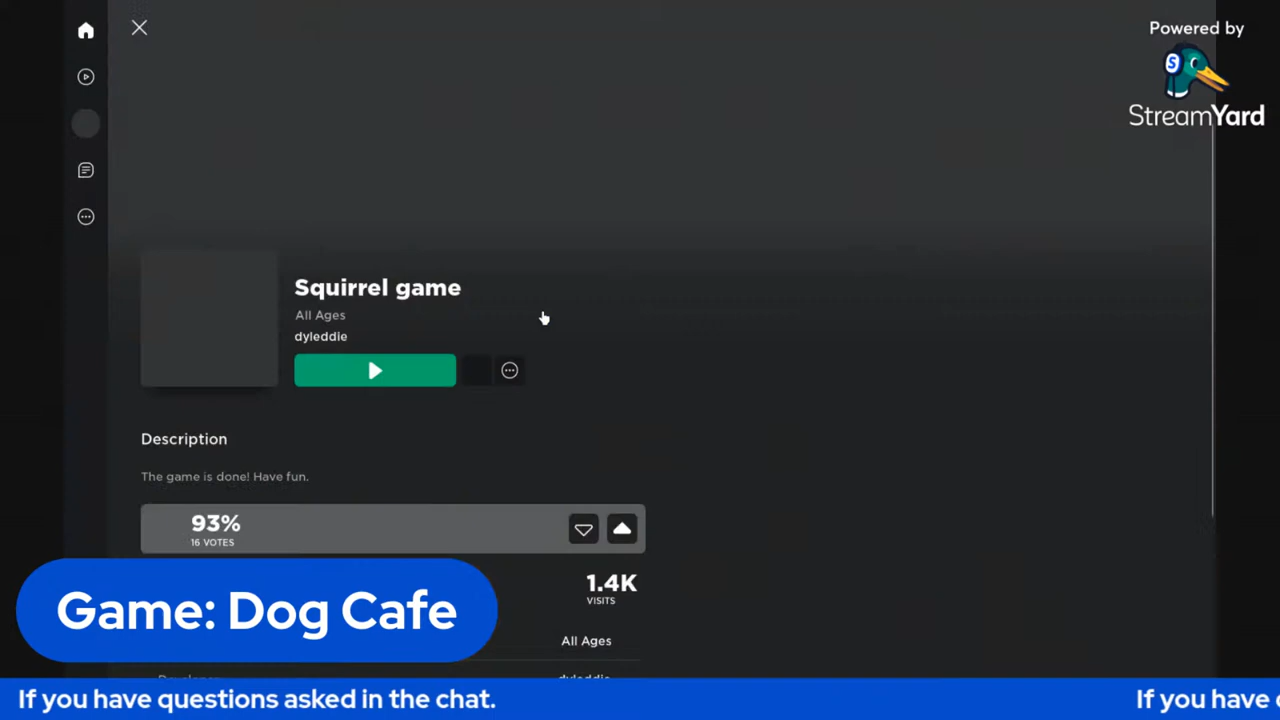 Powered by
StreamYard
Squirrel game
All Ages
dyleddie
Description
The game is done! Have fun.
93%
16 VOTES
1.4K
VISITS
Game: Dog Cafe
All Ages
If you have questions asked in the chat.
If you have